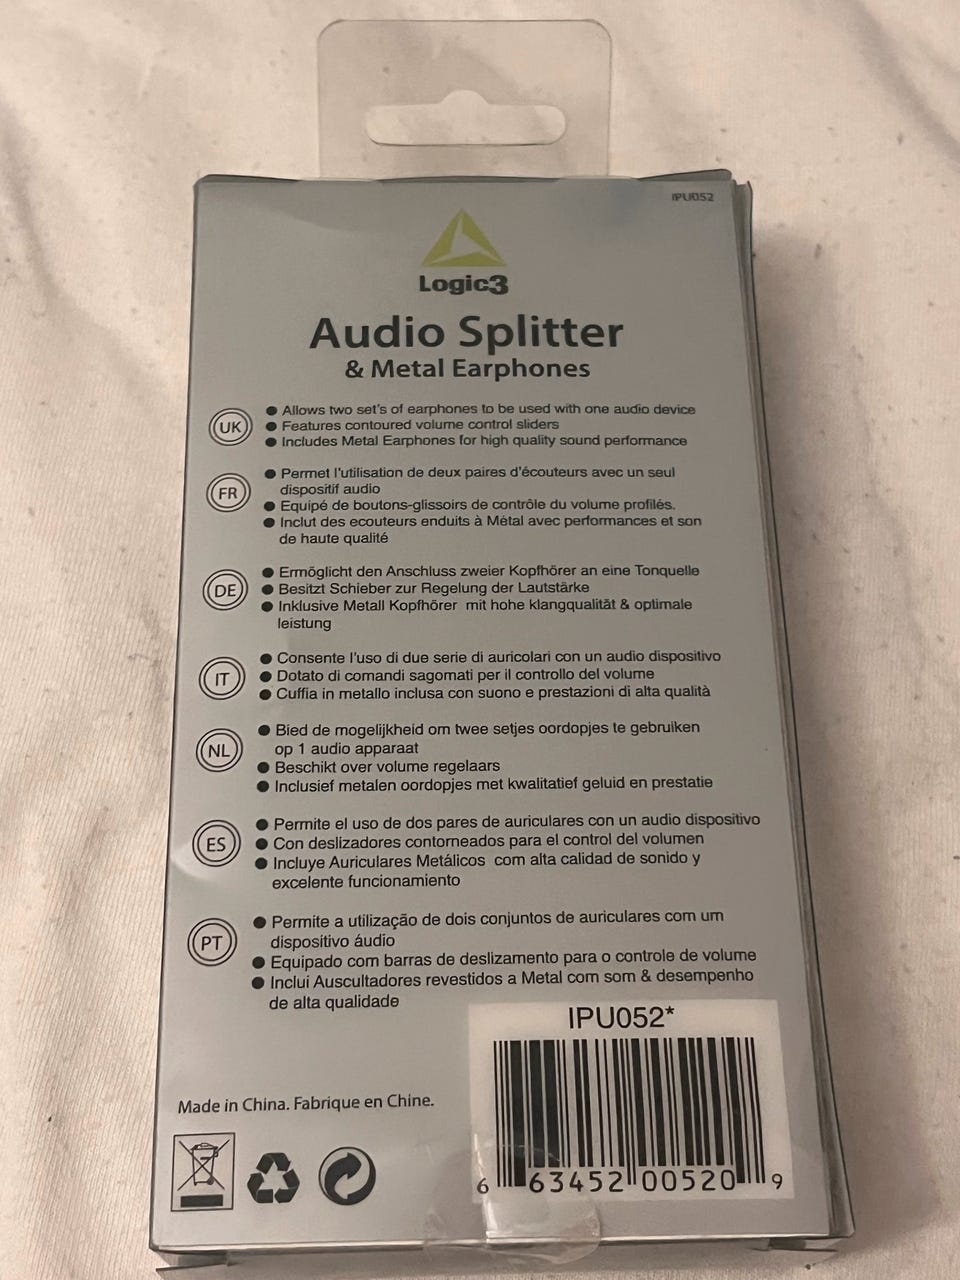 IPU052
Logic3
Audio Splitter
& Metal Earphones
UK
● Allows two set's of earphones to be used with one audio device
● Features contoured volume control sliders
● Includes Metal Earphones for high quality sound performance
FR
● Permet l'utilisation de deux paires d'écouteurs avec un seul
dispositif audio
● Equipé de boutons-glissoirs de contrôle du volume profilés.
● Inclut des ecouteurs enduits à Métal avec performances et son
de haute qualité
DE
● Ermöglicht den Anschluss zweier Kopfhörer an eine Tonquelle
● Besitzt Schieber zur Regelung der Lautstärke
● Inklusive Metall Kopfhörer mit hohe klangqualität & optimale
leistung
IT
● Consente l'uso di due serie di auricolari con un audio dispositivo
● Dotato di comandi sagomati per il controllo del volume
● Cuffia in metallo inclusa con suono e prestazioni di alta qualità
NL
● Bied de mogelijkheid om twee setjes oordopjes te gebruiken
op 1 audio apparaat
● Beschikt over volume regelaars
● Inclusief metalen oordopjes met kwalitatief geluid en prestatie
ES
● Permite el uso de dos pares de auriculares con un audio dispositivo
● Con deslizadores contorneados para el control del volumen
● Incluye Auriculares Metálicos com alta calidad de sonido y
excelente funcionamiento
PT
● Permite a utilização de dois conjuntos de auriculares com um
dispositivo áudio
● Equipado com barras de deslizamento para o controle de volume
● Inclui Auscultadores revestidos a Metal com som & desempenho
de alta qualidade
IPU052*
Made in China. Fabrique en Chine.
6 63452 00520 9